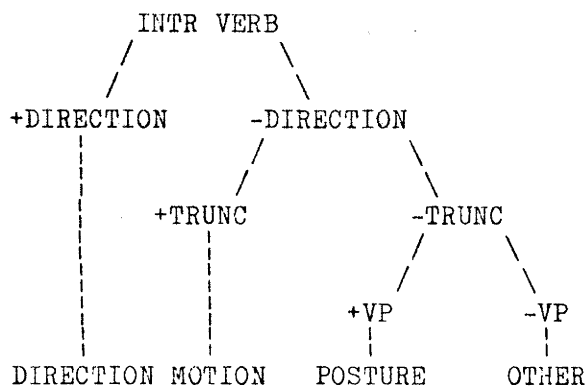 INTR VERB
+DIRECTION -DIRECTION
+TRUNC -TRUNC
+VP -VP
DIRECTION MOTION POSTURE OTHER